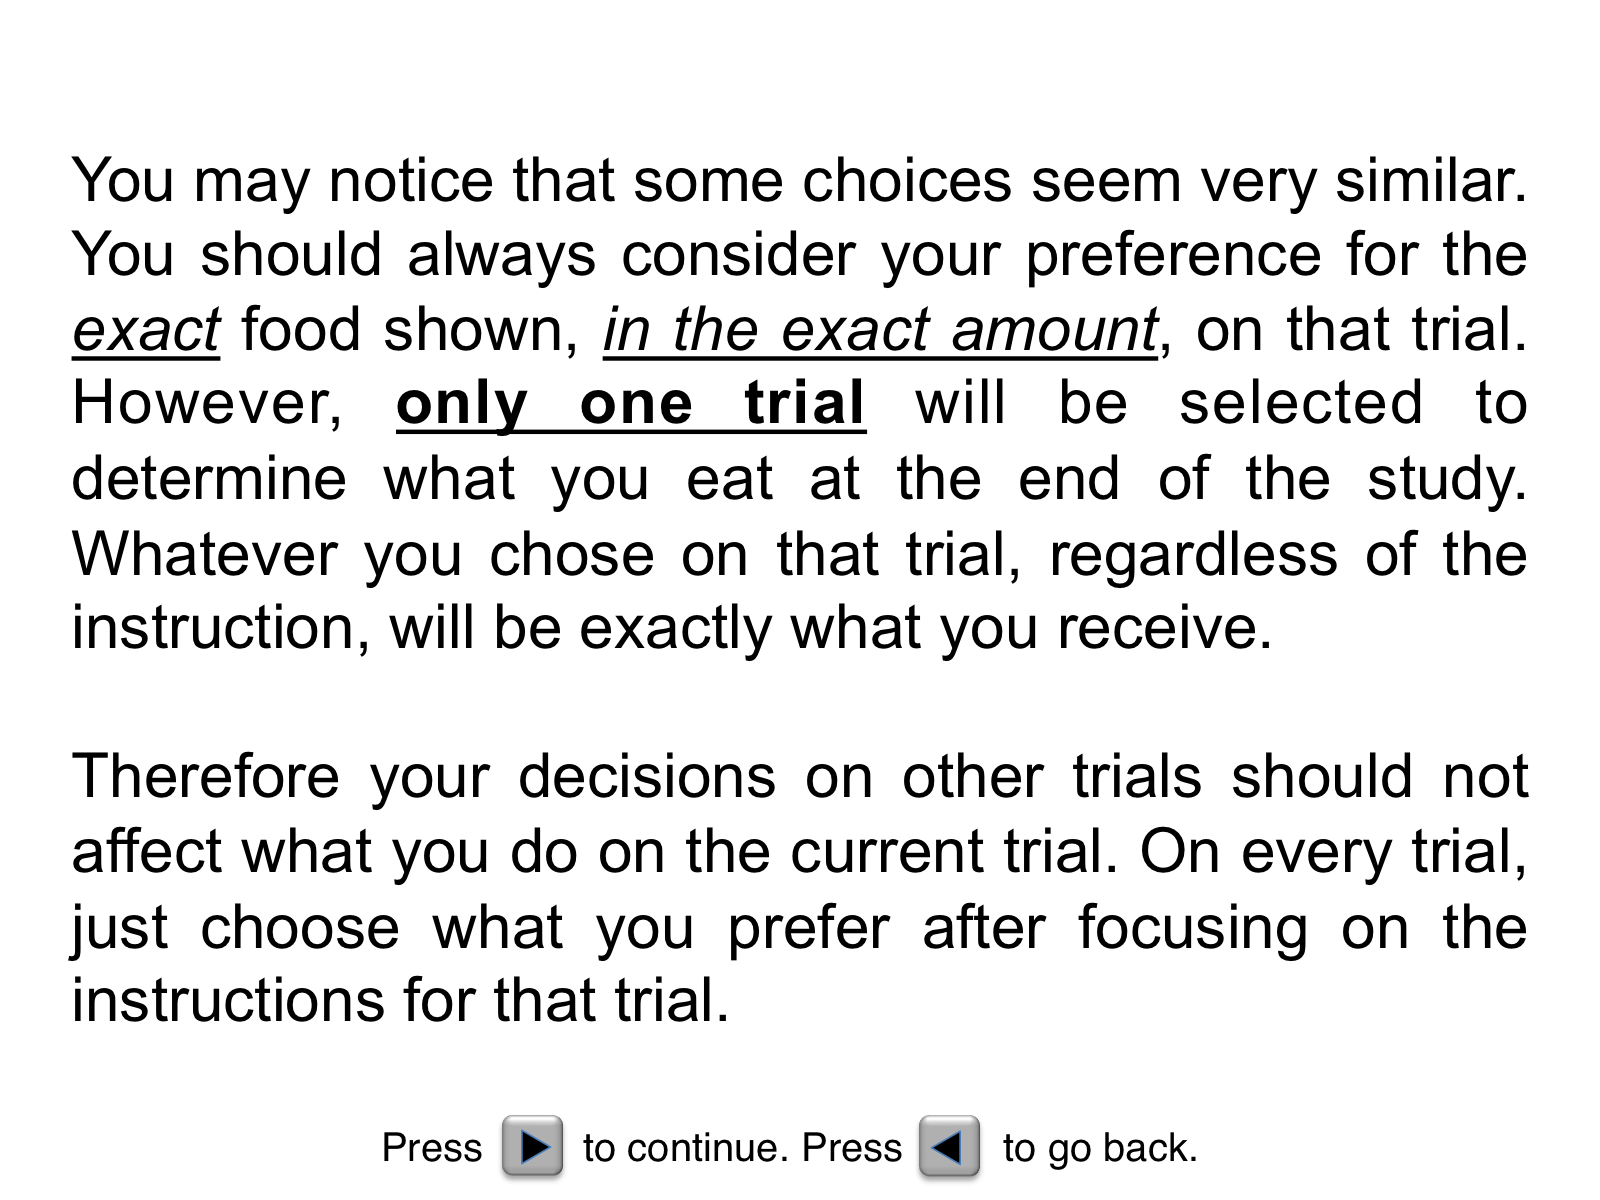 You may notice that some choices seem very similar.
You should always consider your preference for the
exact food shown, in the exact amount, on that trial.
However, only one trial will be selected to
determine what you eat at the end of the study.
Whatever you chose on that trial, regardless of the
instruction, will be exactly what you receive.
Therefore your decisions on other trials should not
affect what you do on the current trial. On every trial,
just choose what you prefer after focusing on the
instructions for that trial.
Press to continue. Press to go back.